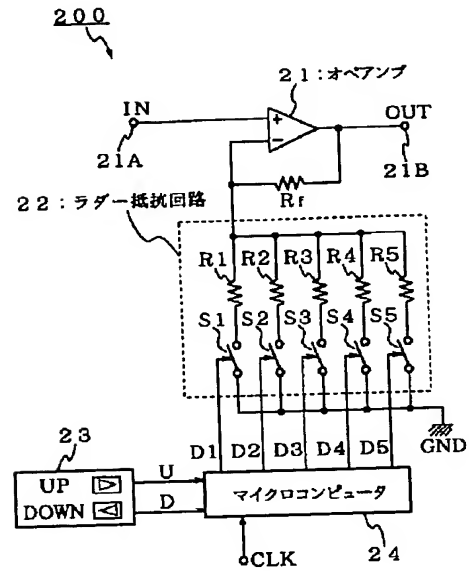 200
21:オペアンプ
IN
OUT
21A
21B
22:ラダー抵抗回路
Rf
R1 R2 R3 R4 R5
S1 S2 S3 S4 S5
GND
23
D1 D2 D3 D4 D5
UP
U
DOWN
D
マイクロコンピュータ
24
CLK